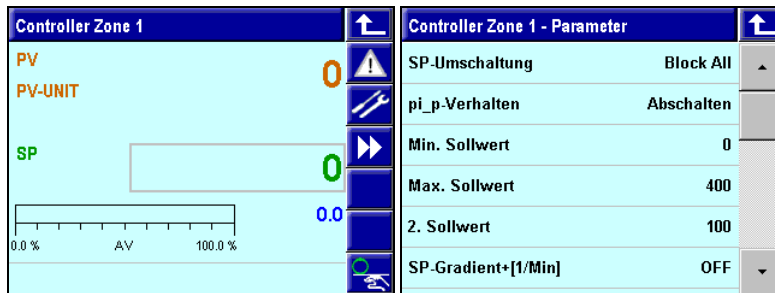 Controller Zone 1
PV
0
PV-UNIT
SP
0
0.0
0.0 % AV 100.0 %
Controller Zone 1 - Parameter
SP-Umschaltung Block All
pi_p-Verhalten Abschalten
Min. Sollwert 0
Max. Sollwert 400
2. Sollwert 100
SP-Gradient+[1/Min] OFF